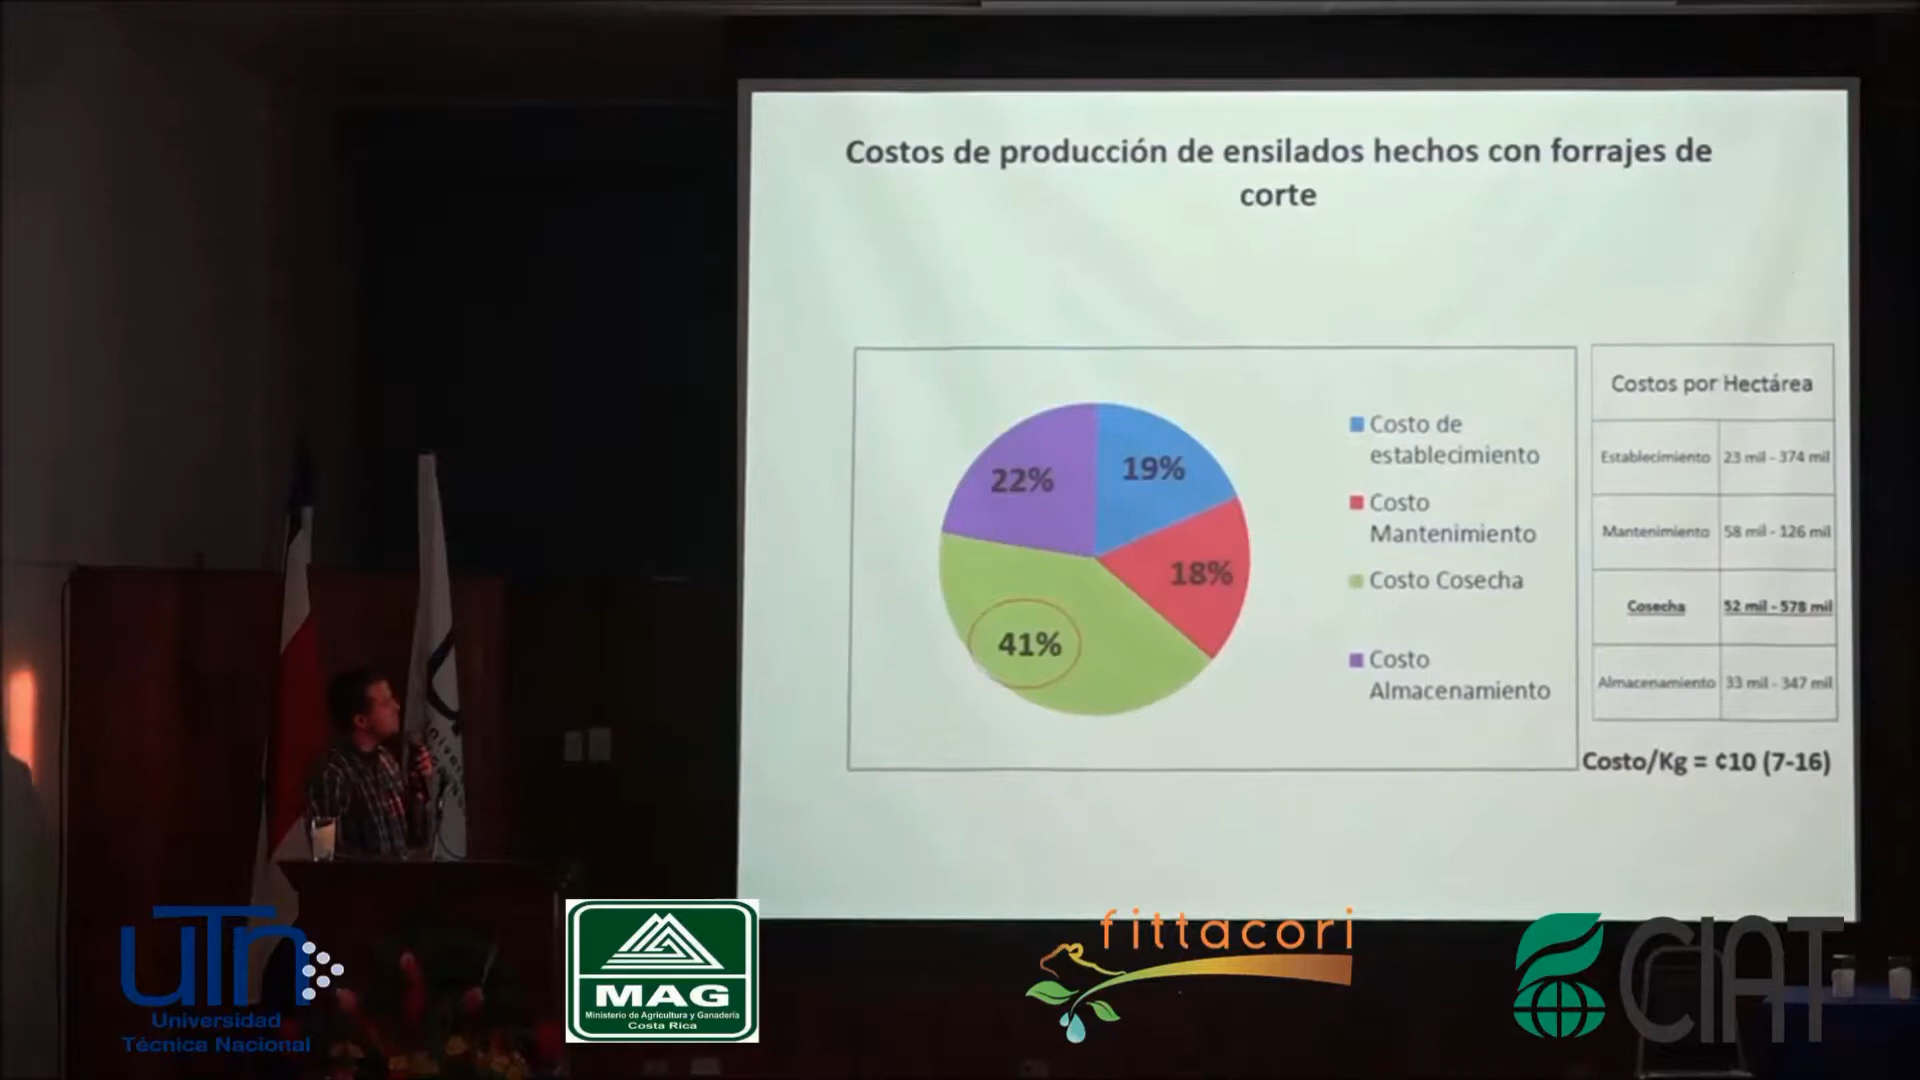 Costos de producción de ensilados hechos con forrajes de
corte
22%
19%
18%
41%
Costo de
establecimiento
Costo
Mantenimiento
Costo Cosecha
Costo
Almacenamiento
Costos por Hectárea
Establecimiento 23 mil - 374 mil
Mantenimiento 58 mil - 126 mil
Cosecha 52 mil - 578 mil
Almacenamiento 33 mil - 347 mil
Costo/Kg = ¢10 (7-16)
uTn
Universidad
Técnica Nacional
MAG
Ministerio de Agricultura y Ganadería
Costa Rica
fittacori
CIAT